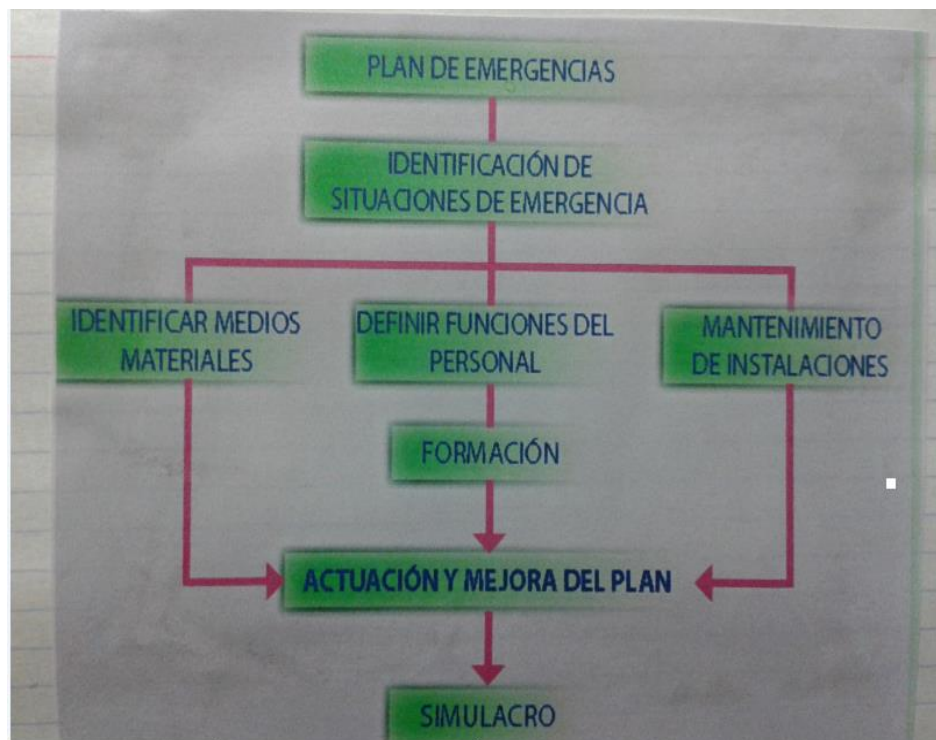 PLAN DE EMERGENCIAS
IDENTIFICACIÓN DE
SITUACIONES DE EMERGENCIA
IDENTIFICAR MEDIOS
MATERIALES
DEFINIR FUNCIONES DEL
PERSONAL
MANTENIMIENTO
DE INSTALACIONES
FORMACIÓN
ACTUACIÓN Y MEJORA DEL PLAN
SIMULACRO